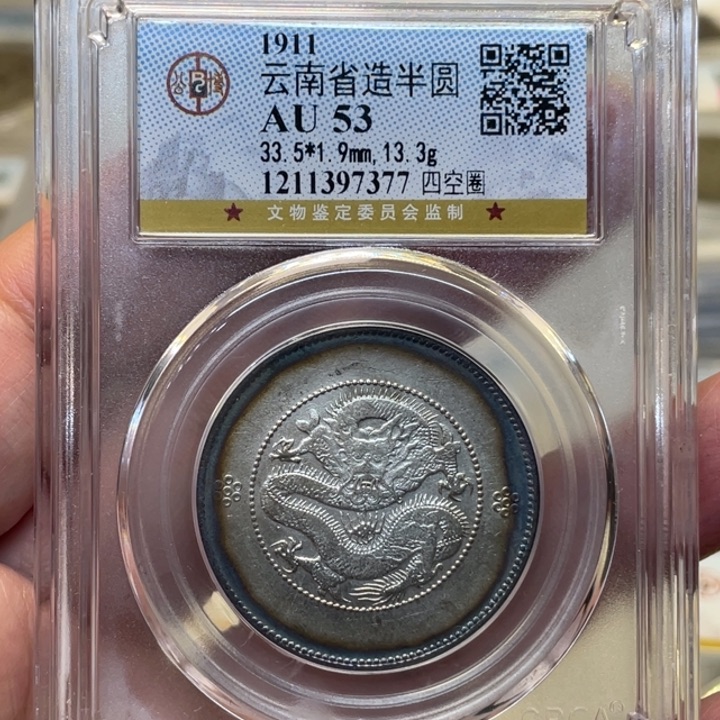 1911
云南省造半圆
AU 53
33.5*1.9mm,13.3g
1211397377 四空圈
★ 文物鉴定委员会监制 ★